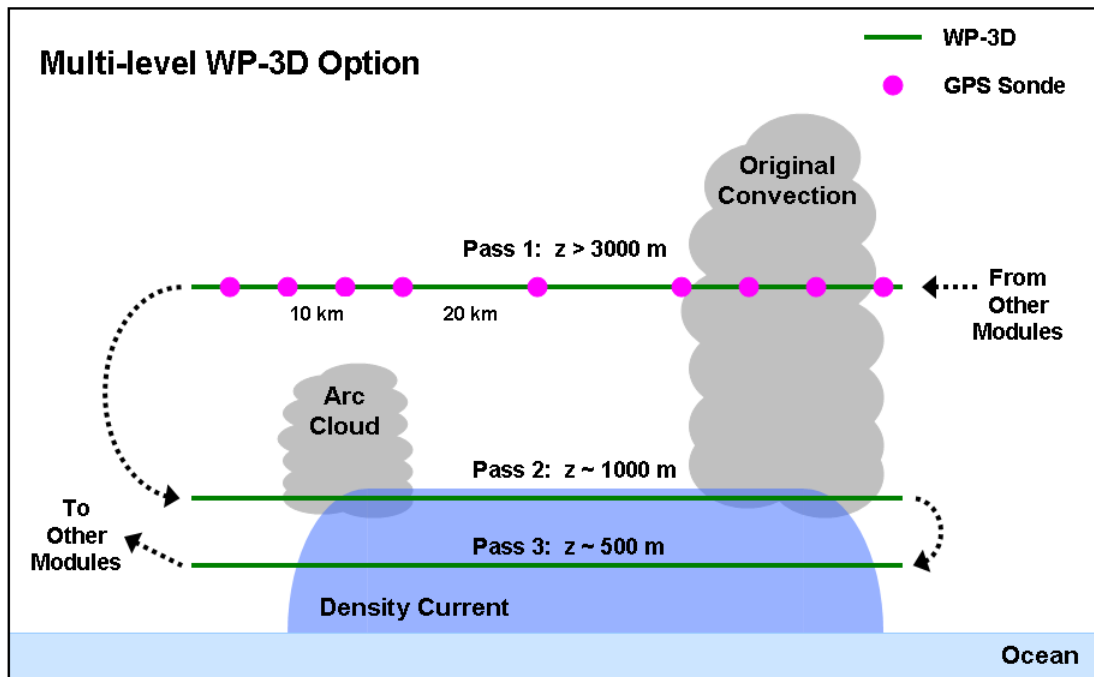 Multi-level WP-3D Option
WP-3D
GPS Sonde
Original
Convection
Pass 1:  z > 3000 m
From
Other
Modules
10 km
20 km
Arc
Cloud
Pass 2:  z ~ 1000 m
To
Other
Modules
Pass 3:  z ~ 500 m
Density Current
Ocean